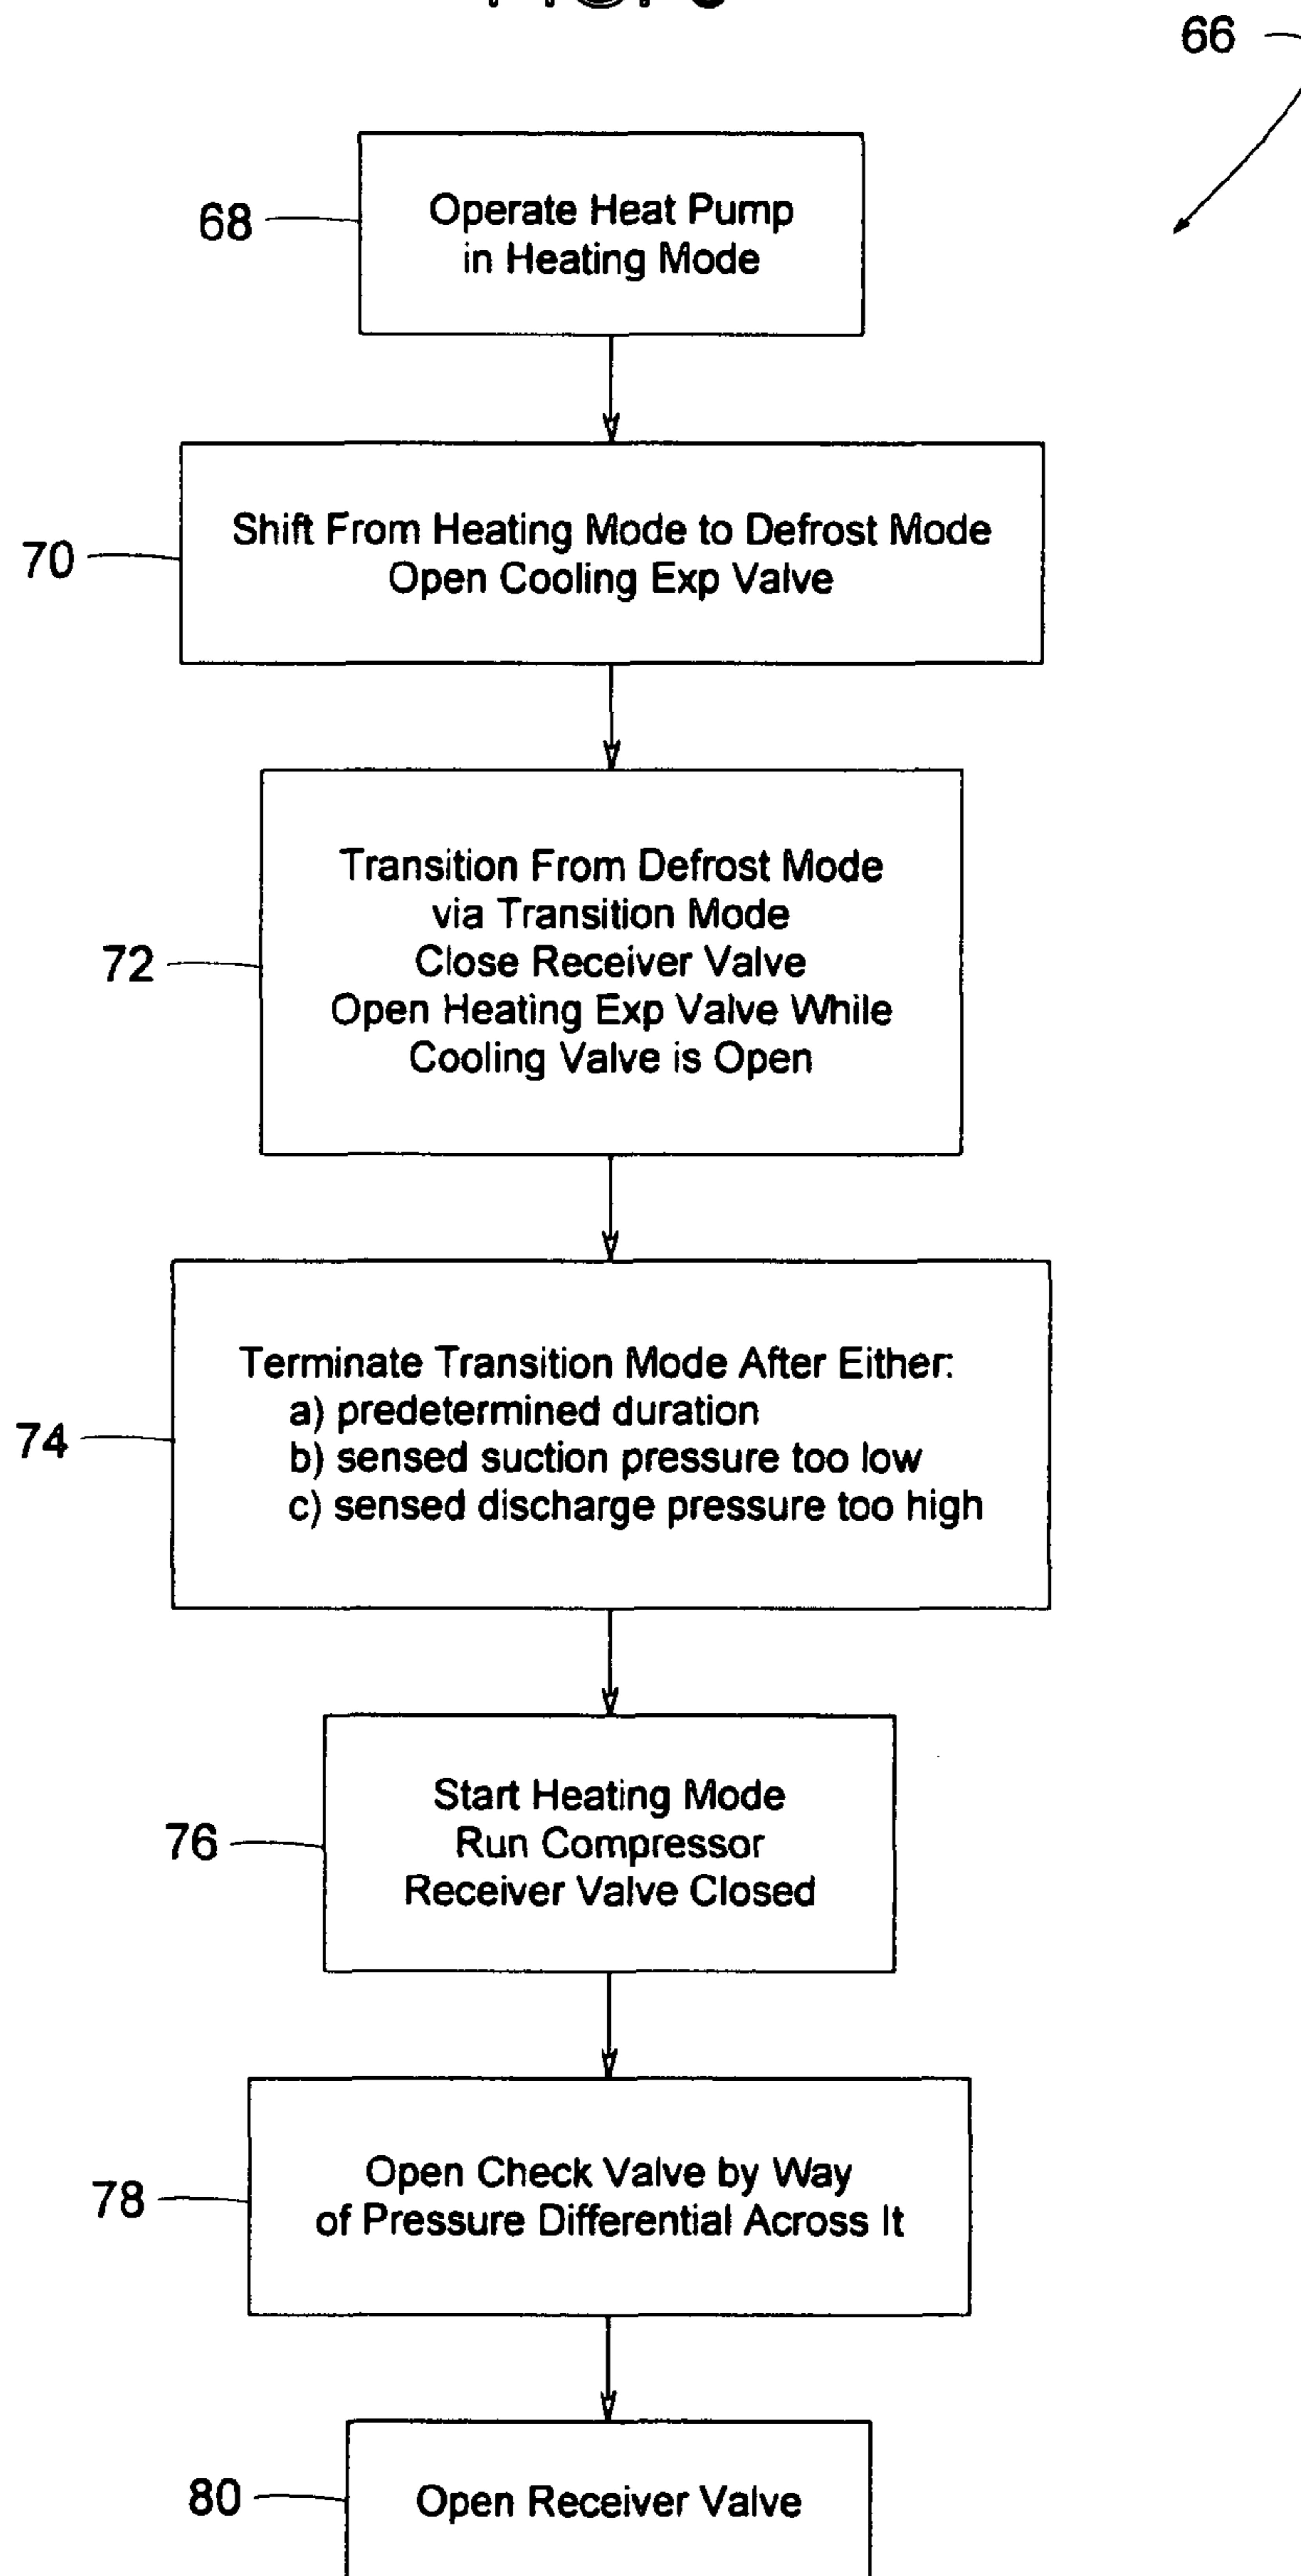 66
68
Operate Heat Pump
in Heating Mode
70
Shift From Heating Mode to Defrost Mode
Open Cooling Exp Valve
72
Transition From Defrost Mode
via Transition Mode
Close Receiver Valve
Open Heating Exp Valve While
Cooling Valve is Open
74
Terminate Transition Mode After Either:
a) predetermined duration
b) sensed suction pressure too low
c) sensed discharge pressure too high
76
Start Heating Mode
Run Compressor
Receiver Valve Closed
78
Open Check Valve by Way
of Pressure Differential Across It
80
Open Receiver Valve